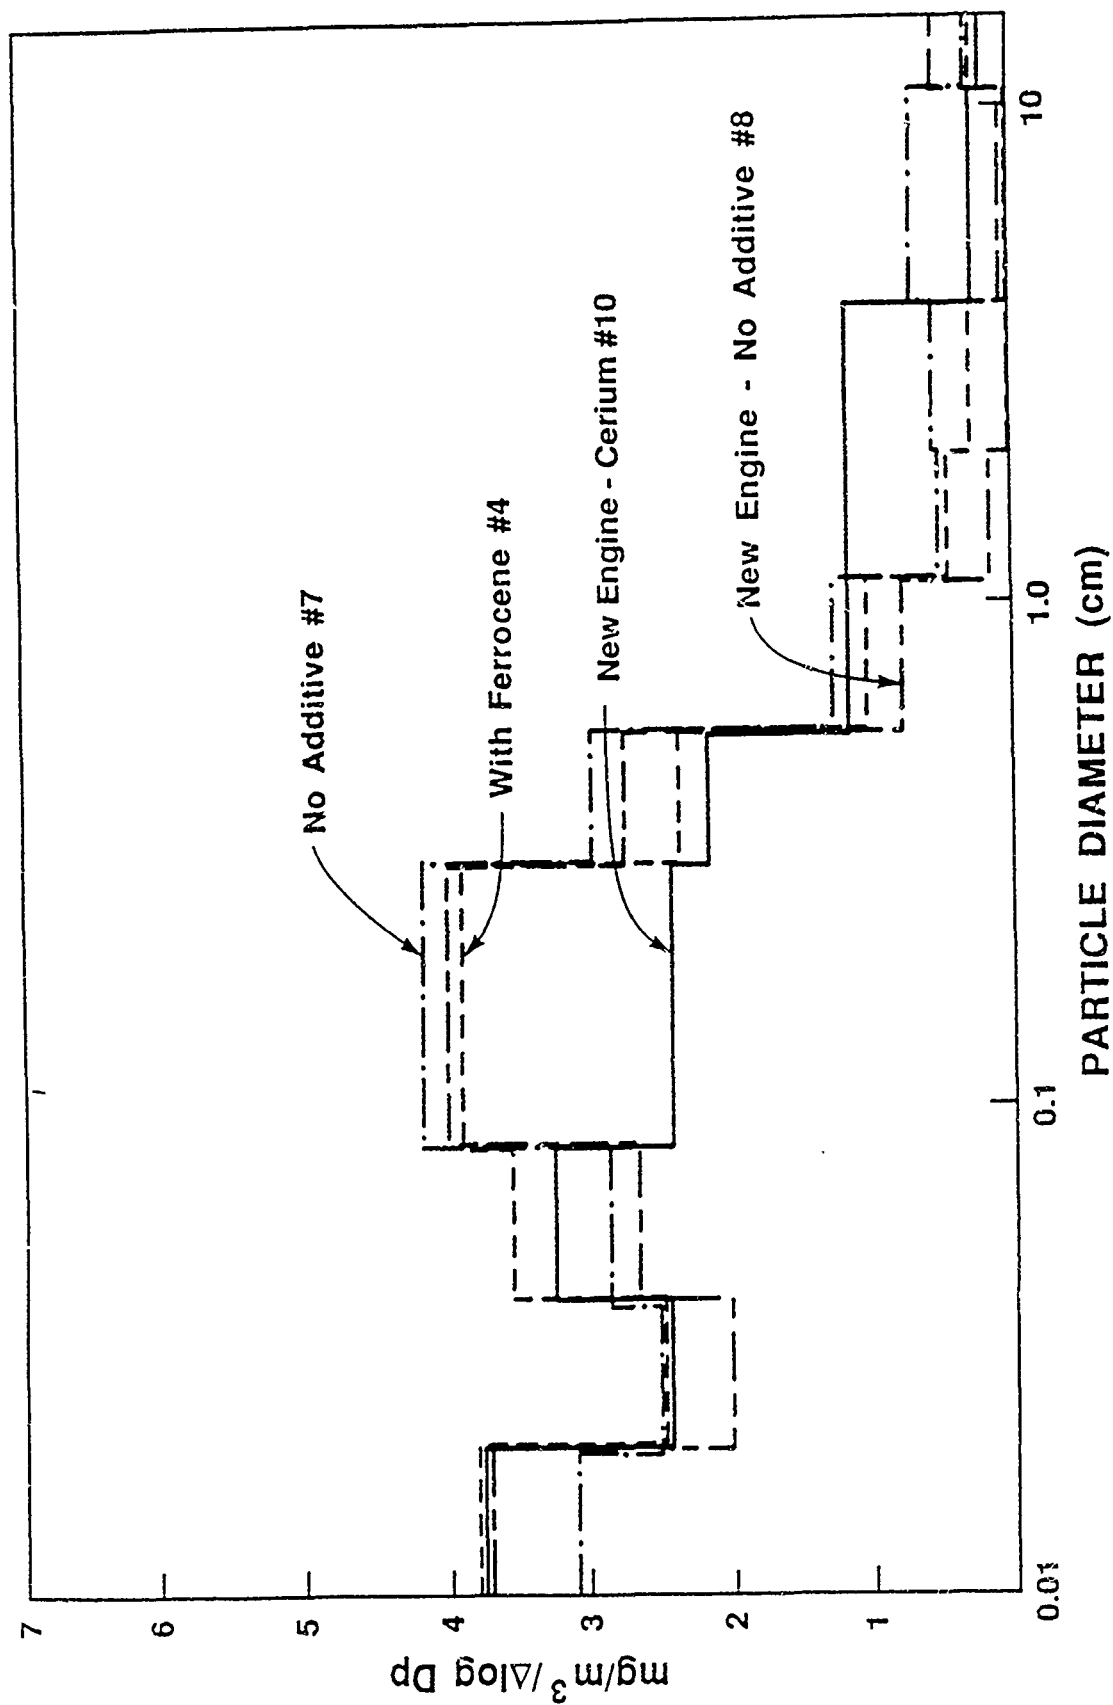 7
6
5
4
3
2
1
mg/m³/△log Dp
No Additive #7
With Ferrocene #4
New Engine - Cerium #10
New Engine - No Additive #8
0.01
0.1
1.0
10
PARTICLE DIAMETER (cm)